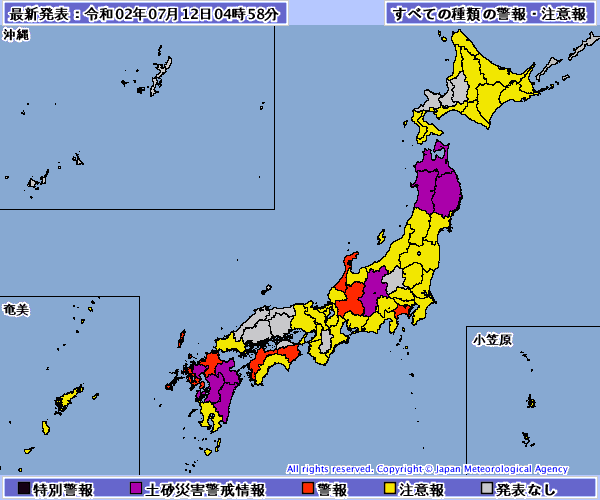 最新発表：令和02年07月12日04時58分
すべての種類の警報・注意報
沖縄
奄美
小笠原
All rights reserved. Copyright © Japan Meteorological Agency
特別警報
土砂災害警戒情報
警報
注意報
発表なし